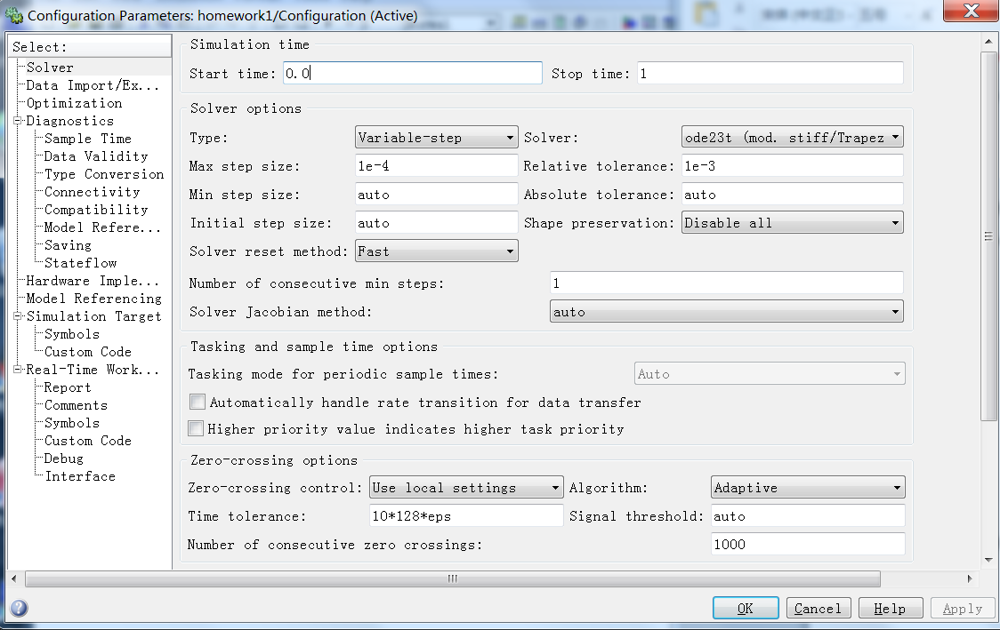 Configuration Parameters: homework1/Configuration (Active)
Select:
Solver
Data Import/Ex...
Optimization
Diagnostics
Sample Time
Data Validity
Type Conversion
Connectivity
Compatibility
Model Refere...
Saving
Stateflow
Hardware Imple...
Model Referencing
Simulation Target
Symbols
Custom Code
Real-Time Work...
Report
Comments
Symbols
Custom Code
Debug
Interface
Simulation time
Start time: 0.0 Stop time: 1
Solver options
Type: Variable-step Solver: ode23t (mod. stiff/Trapez
Max step size: 1e-4 Relative tolerance: 1e-3
Min step size: auto Absolute tolerance: auto
Initial step size: auto Shape preservation: Disable all
Solver reset method: Fast
Number of consecutive min steps: 1
Solver Jacobian method: auto
Tasking and sample time options
Tasking mode for periodic sample times: Auto
Automatically handle rate transition for data transfer
Higher priority value indicates higher task priority
Zero-crossing options
Zero-crossing control: Use local settings Algorithm: Adaptive
Time tolerance: 10*128*eps Signal threshold: auto
Number of consecutive zero crossings: 1000
OK Cancel Help Apply